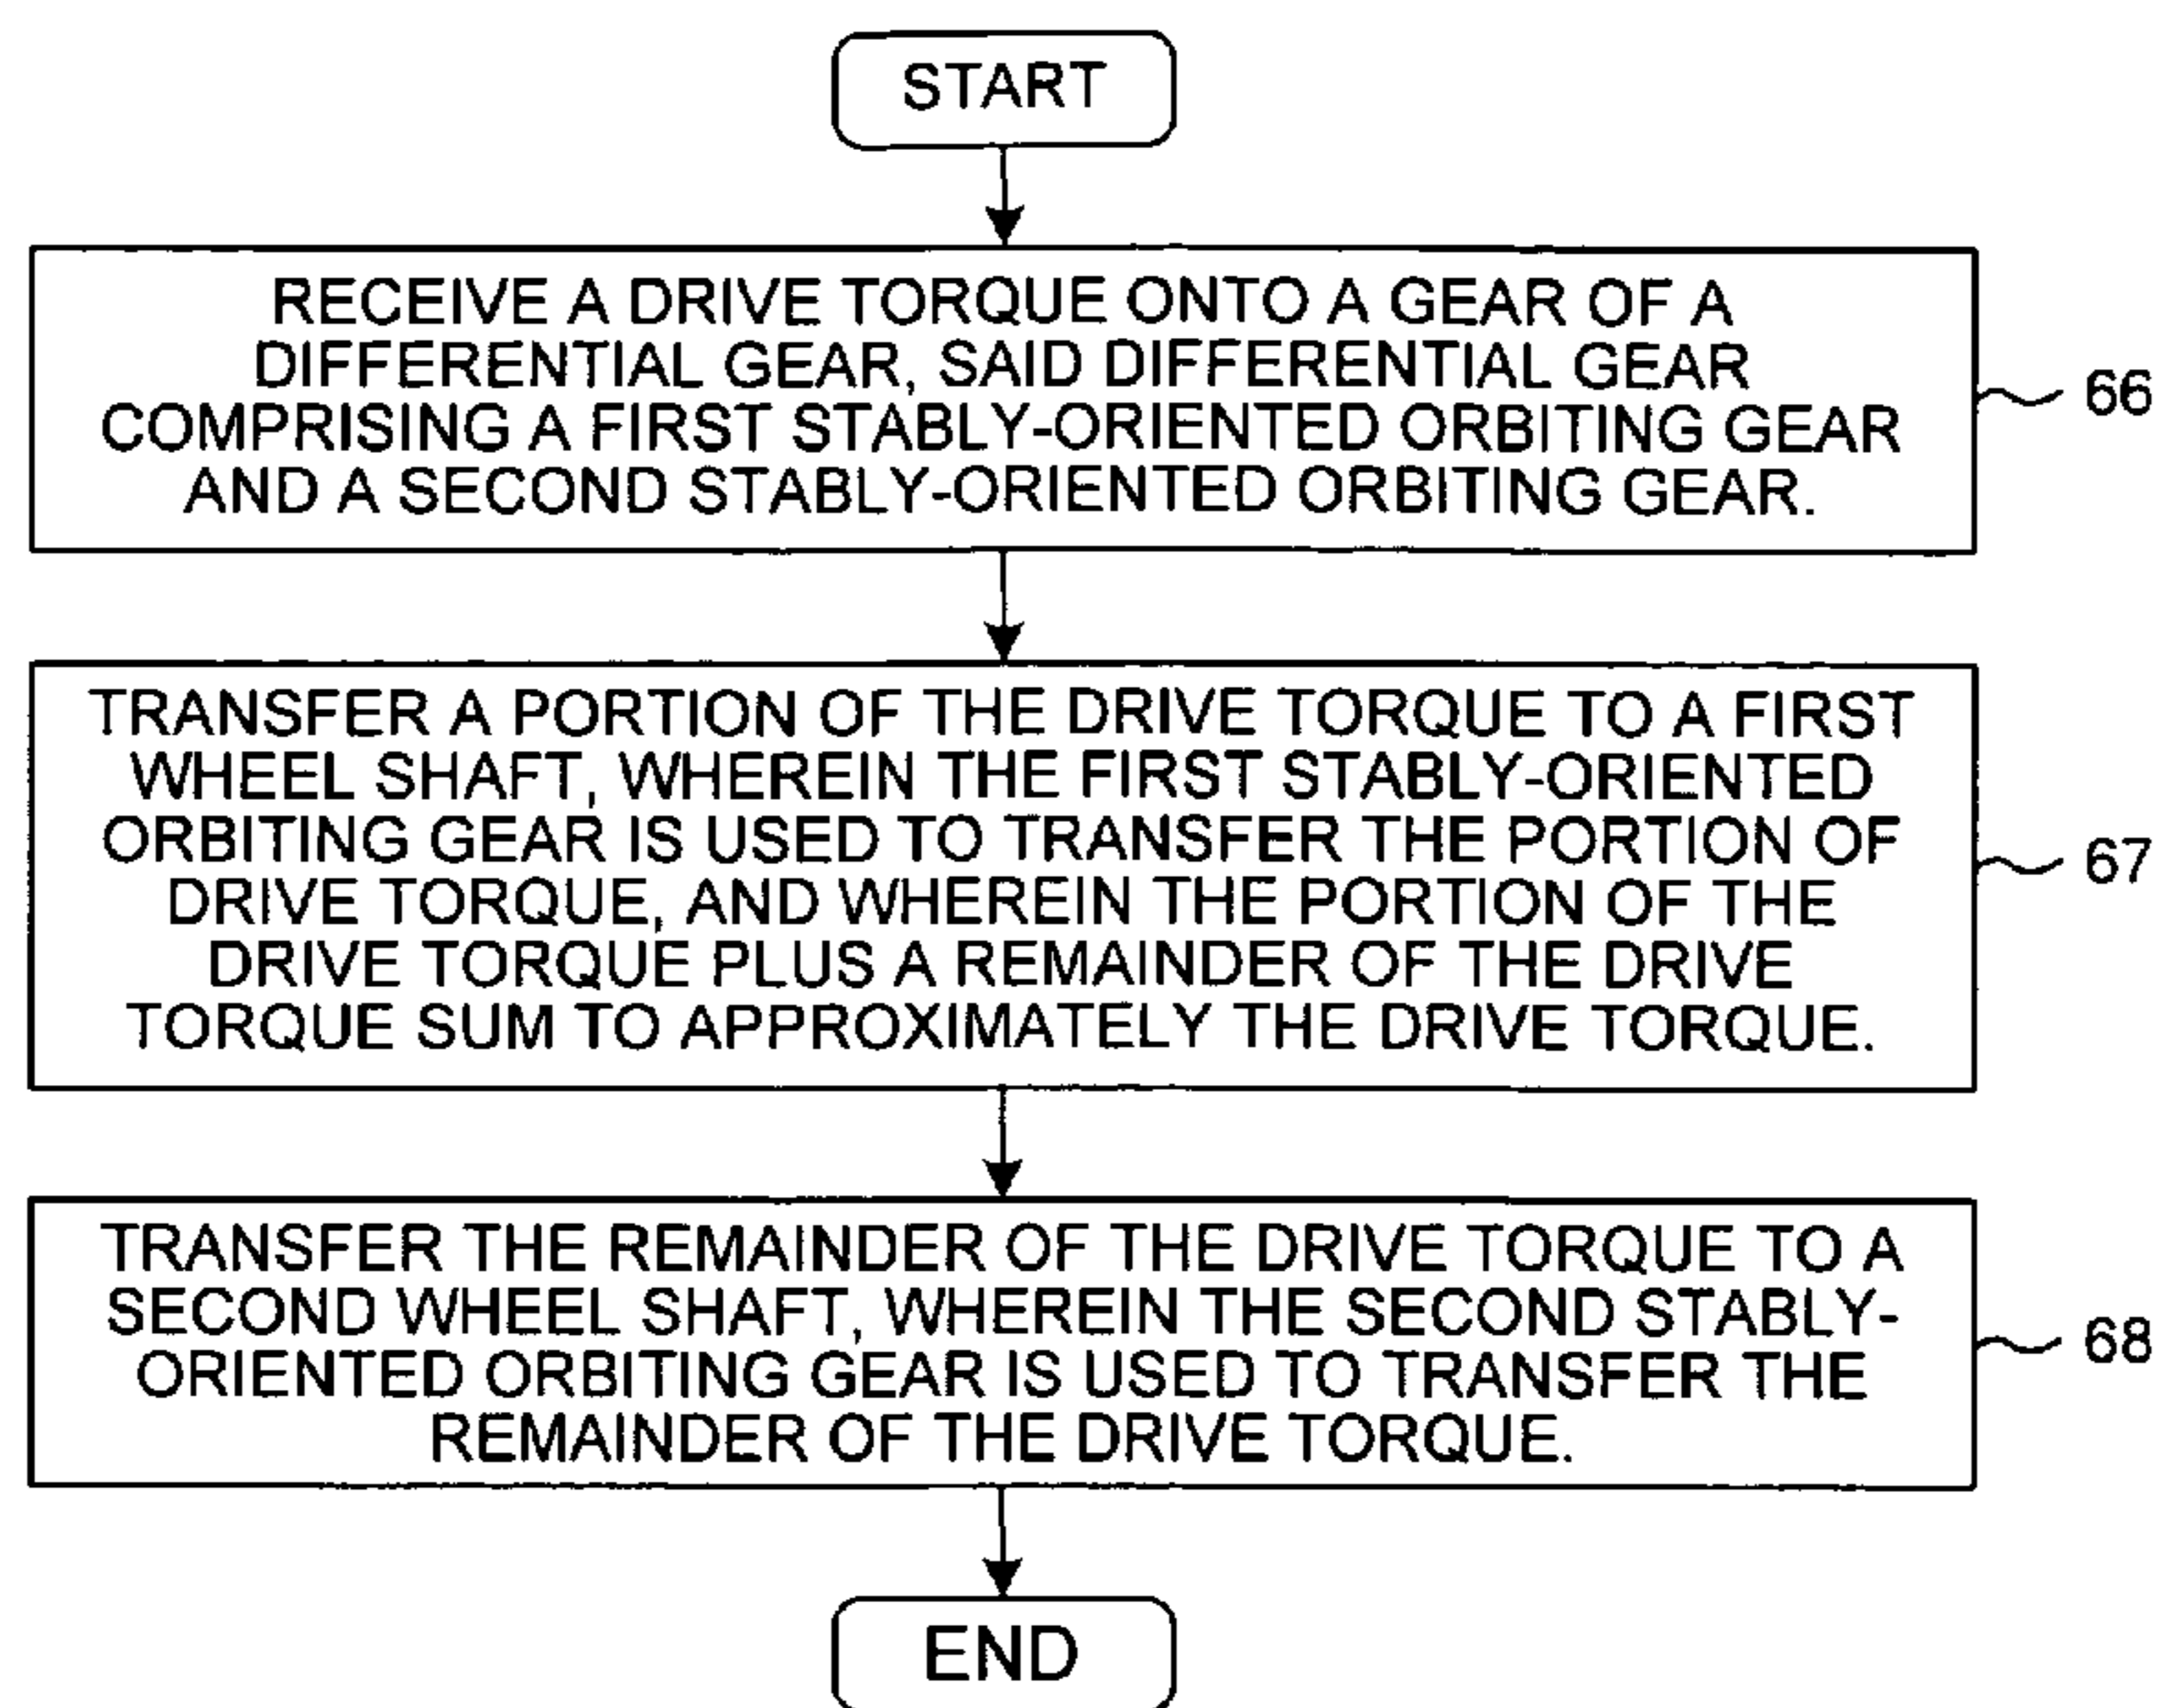 START
RECEIVE A DRIVE TORQUE ONTO A GEAR OF A
DIFFERENTIAL GEAR, SAID DIFFERENTIAL GEAR
COMPRISING A FIRST STABLY-ORIENTED ORBITING GEAR
AND A SECOND STABLY-ORIENTED ORBITING GEAR.
66
TRANSFER A PORTION OF THE DRIVE TORQUE TO A FIRST
WHEEL SHAFT, WHEREIN THE FIRST STABLY-ORIENTED
ORBITING GEAR IS USED TO TRANSFER THE PORTION OF
DRIVE TORQUE, AND WHEREIN THE PORTION OF THE
DRIVE TORQUE PLUS A REMAINDER OF THE DRIVE
TORQUE SUM TO APPROXIMATELY THE DRIVE TORQUE.
67
TRANSFER THE REMAINDER OF THE DRIVE TORQUE TO A
SECOND WHEEL SHAFT, WHEREIN THE SECOND STABLY-
ORIENTED ORBITING GEAR IS USED TO TRANSFER THE
REMAINDER OF THE DRIVE TORQUE.
68
END